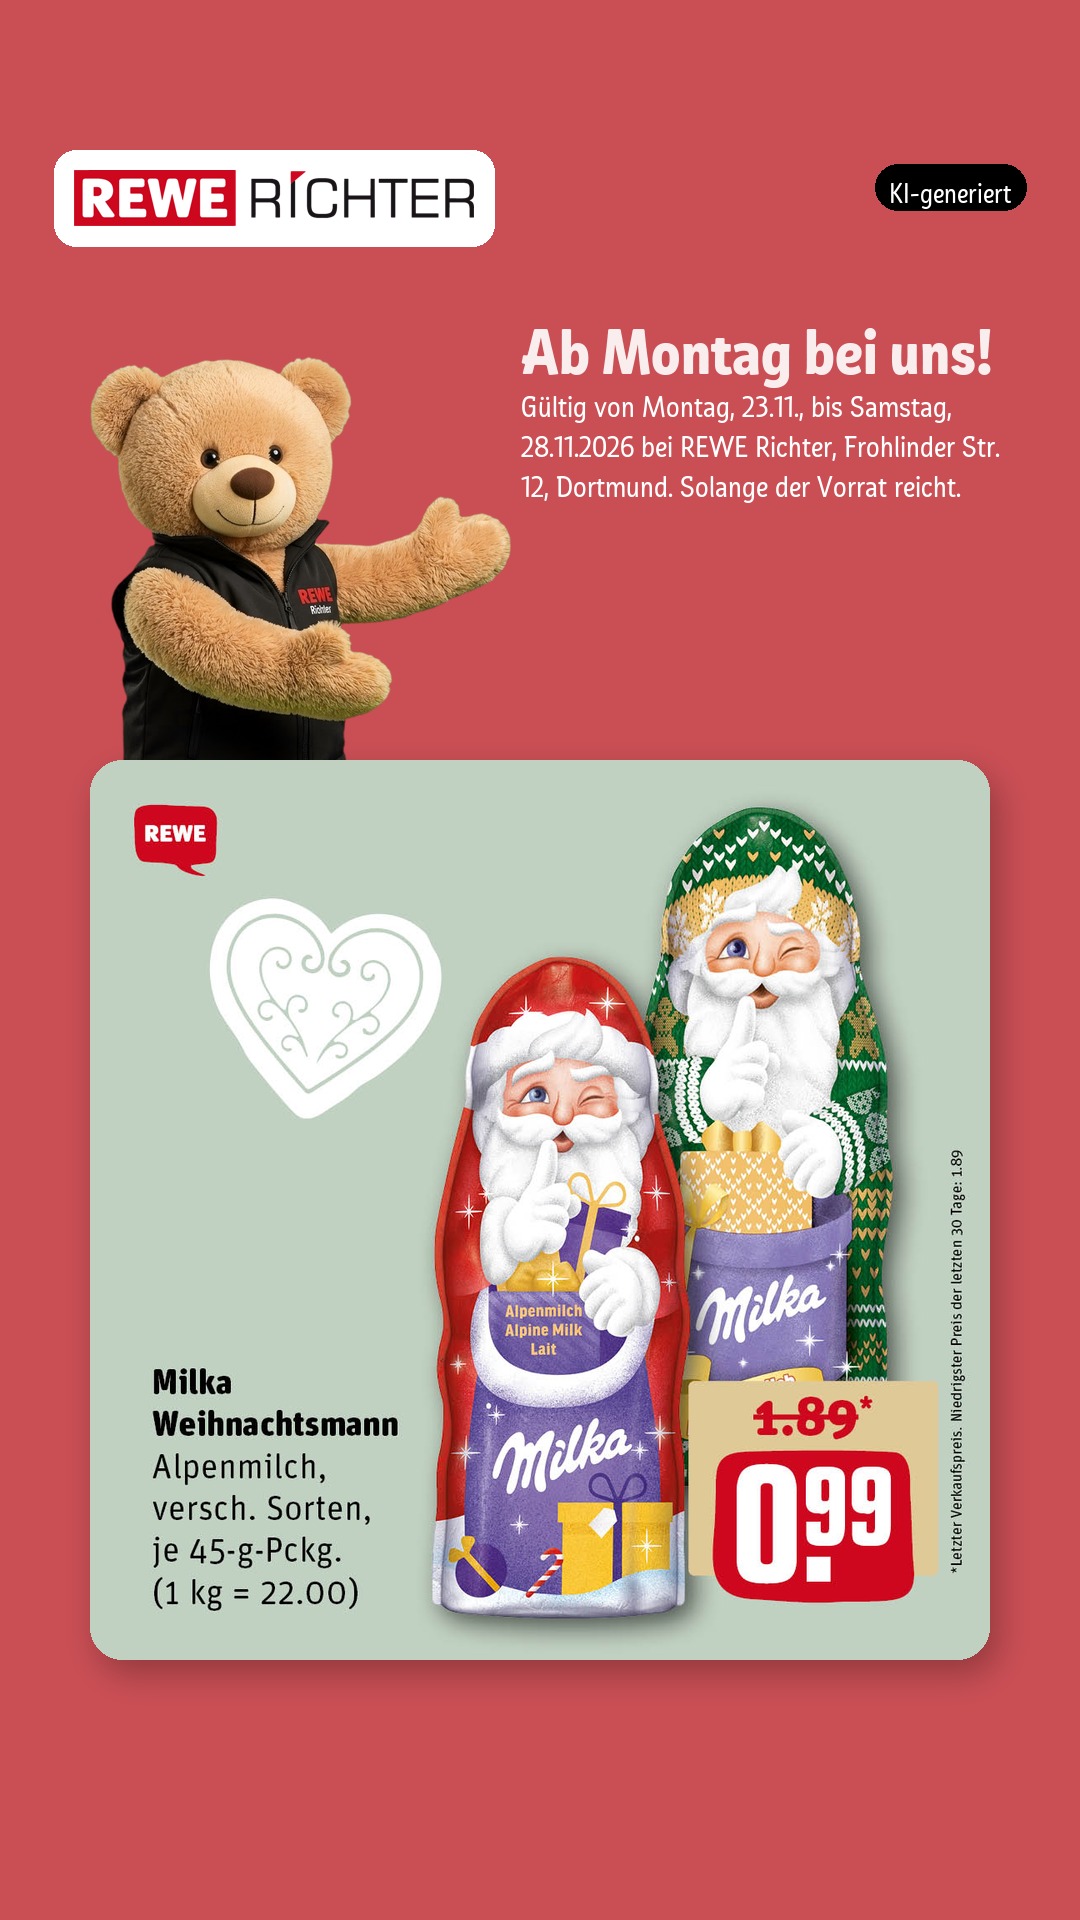 REWE RICHTER
KI-generiert
Ab Montag bei uns!
Gültig von Montag, 23.11., bis Samstag,
28.11.2026 bei REWE Richter, Frohlinder Str.
12, Dortmund. Solange der Vorrat reicht.
REWE
Richter
REWE
Alpenmilch
Alpine Milk
Lait
Milka
Milka
Milka
Weihnachtsmann
Alpenmilch,
versch. Sorten,
je 45-g-Pckg.
(1 kg = 22.00)
1.89*
0.99
*Letzter Verkaufspreis. Niedrigster Preis der letzten 30 Tage: 1.89